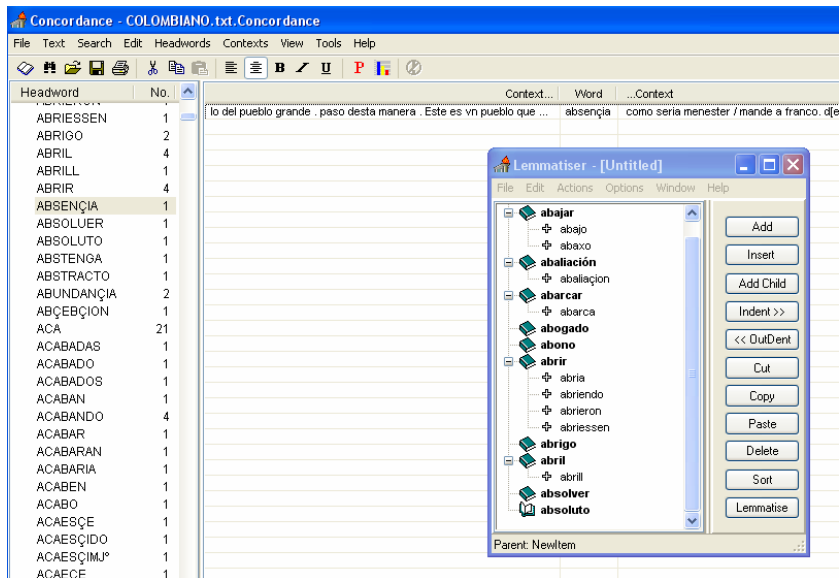 Concordance - COLOMBIANO.txt.Concordance
File Text Search Edit Headwords Contexts View Tools Help
B I U P
Headword No.
ABRIESSEN 1
ABRIGO 2
ABRIL 4
ABRILL 1
ABRIR 4
ABSENÇIA 1
ABSOLUER 1
ABSOLUTO 1
ABSTENGA 1
ABSTRACTO 1
ABUNDANÇIA 2
ABÇEBÇION 1
ACA 21
ACABADAS 1
ACABADO 1
ACABADOS 1
ACABAN 1
ACABANDO 4
ACABAR 1
ACABARAN 1
ACABARIA 1
ACABEN 1
ACABO 1
ACAESÇE 1
ACAESÇIDO 1
ACAESÇIMJº 1
ACAECE 1
Context... Word ...Context
lo del pueblo grande . paso desta manera . Este es vn pueblo que ... absençia como seria menester / mande a franco. d[e
Lemmatiser - [Untitled]
File Edit Actions Options Window Help
abajar
abajo
abaxo
abaliación
abaliaçion
abarcar
abarca
abogado
abono
abrir
abria
abriendo
abrieron
abriessen
abrigo
abril
abrill
absolver
absoluto
Add
Insert
Add Child
Indent >>
<< OutDent
Cut
Copy
Paste
Delete
Sort
Lemmatise
Parent: NewItem